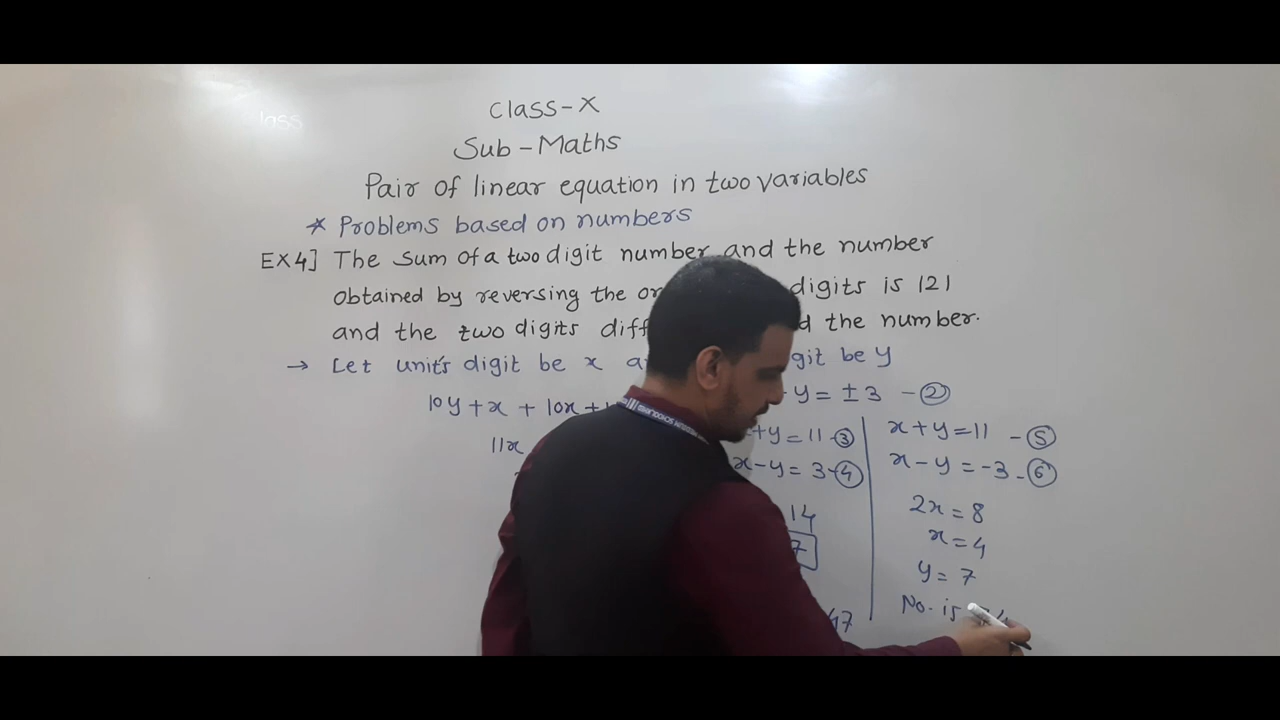 Class-X
Sub-Maths
Pair of linear equation in two variables
* Problems based on numbers
EX4] The sum of a two digit number and the number
obtained by reversing the digits is 121
and the two digits the number.
→ Let unit's digit be x be y
10y+x + 10x+ y = ±3 - ②
11x
+y=11-③
x-y=3-④
14
7
47
x+y=11 -⑤
x-y=-3-⑥
2x=8
x=4
y=7
No. is